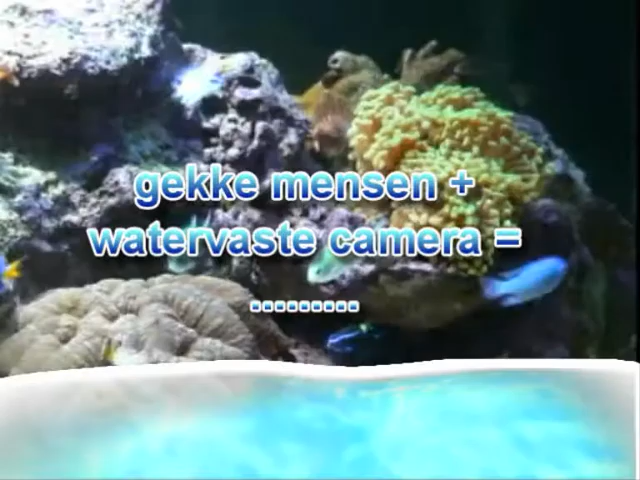 gekke mensen +
watervaste camera =
.........